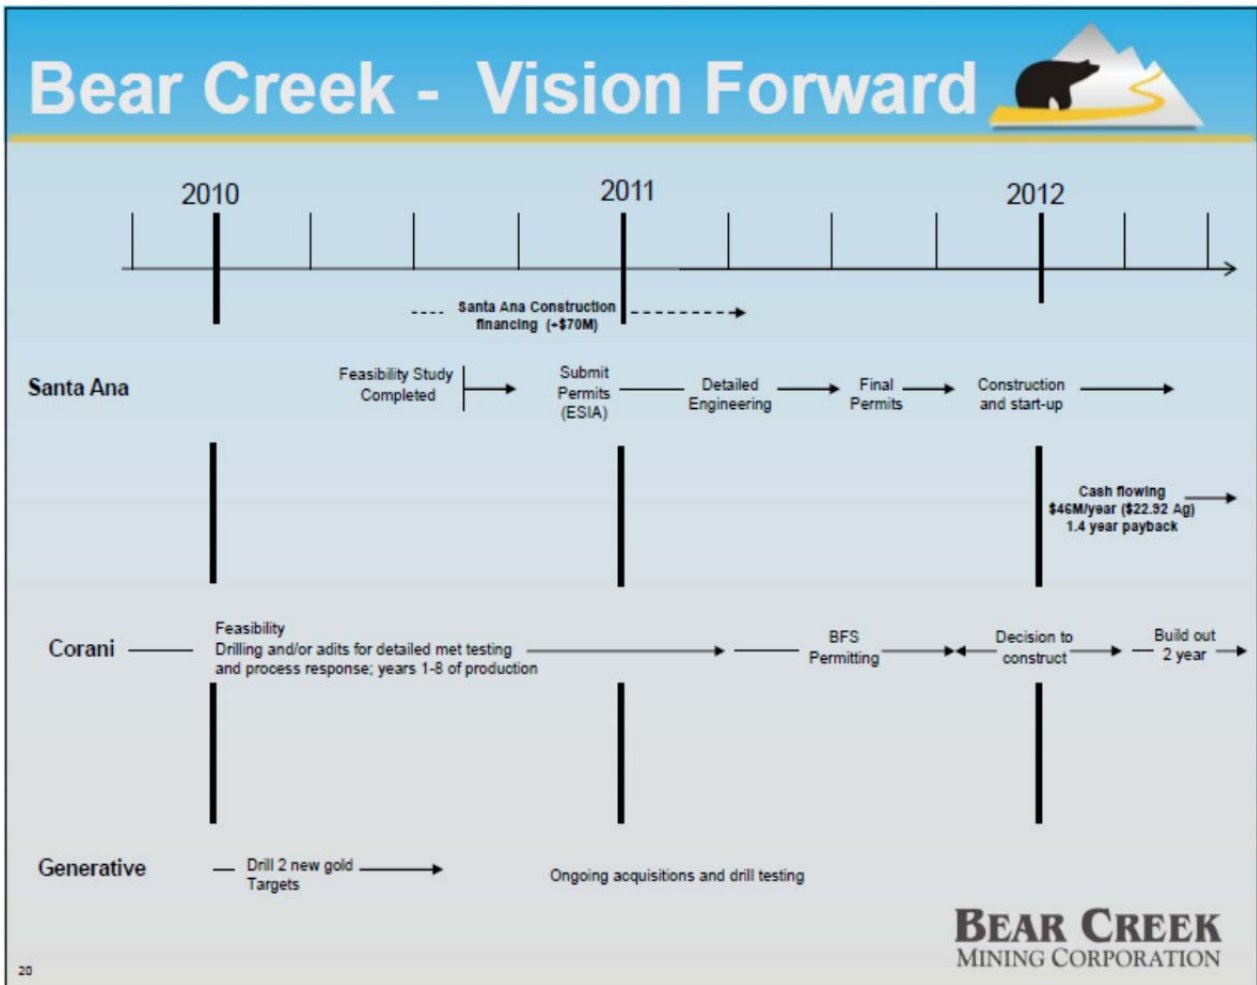 Bear Creek - Vision Forward
2010
2011
2012
Santa Ana Construction
financing (+$70M)
Santa Ana
Feasibility Study
Completed
Submit
Permits
(ESIA)
Detailed
Engineering
Final
Permits
Construction
and start-up
Cash flowing
$46M/year ($22.92 Ag)
1.4 year payback
Corani
Feasibility
Drilling and/or adits for detailed met testing
and process response; years 1-8 of production
BFS
Permitting
Decision to
construct
Build out
2 year
Generative
Drill 2 new gold
Targets
Ongoing acquisitions and drill testing
BEAR CREEK
MINING CORPORATION
20